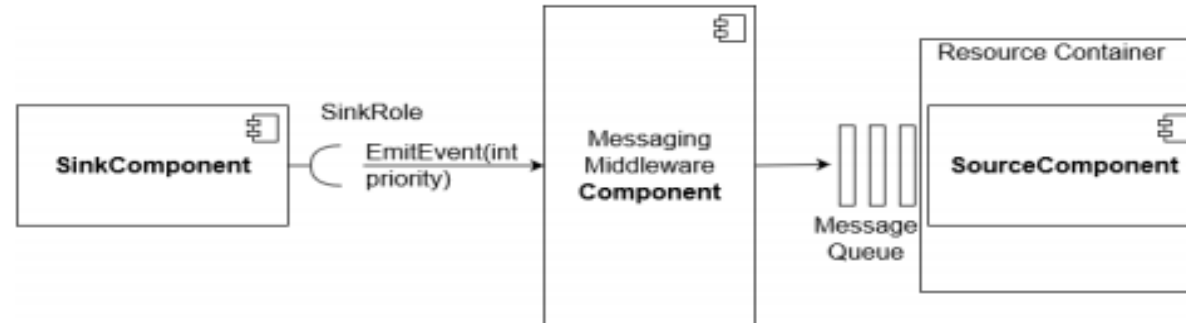 Resource Container
SinkRole
SinkComponent
EmitEvent(int
priority)
Messaging
Middleware
Component
SourceComponent
Message
Queue